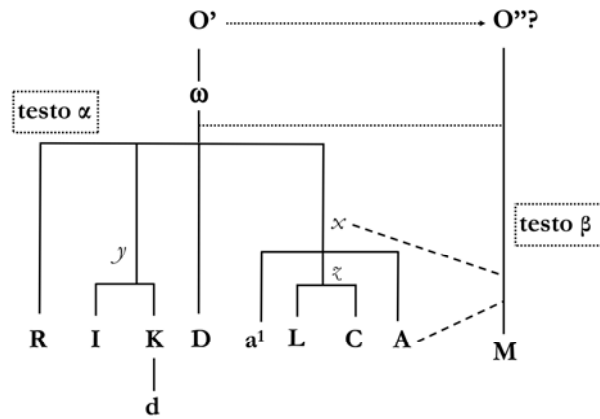 O’ O”?
ω
testo α
x
testo β
y
z
R I K D a¹ L C A M
d